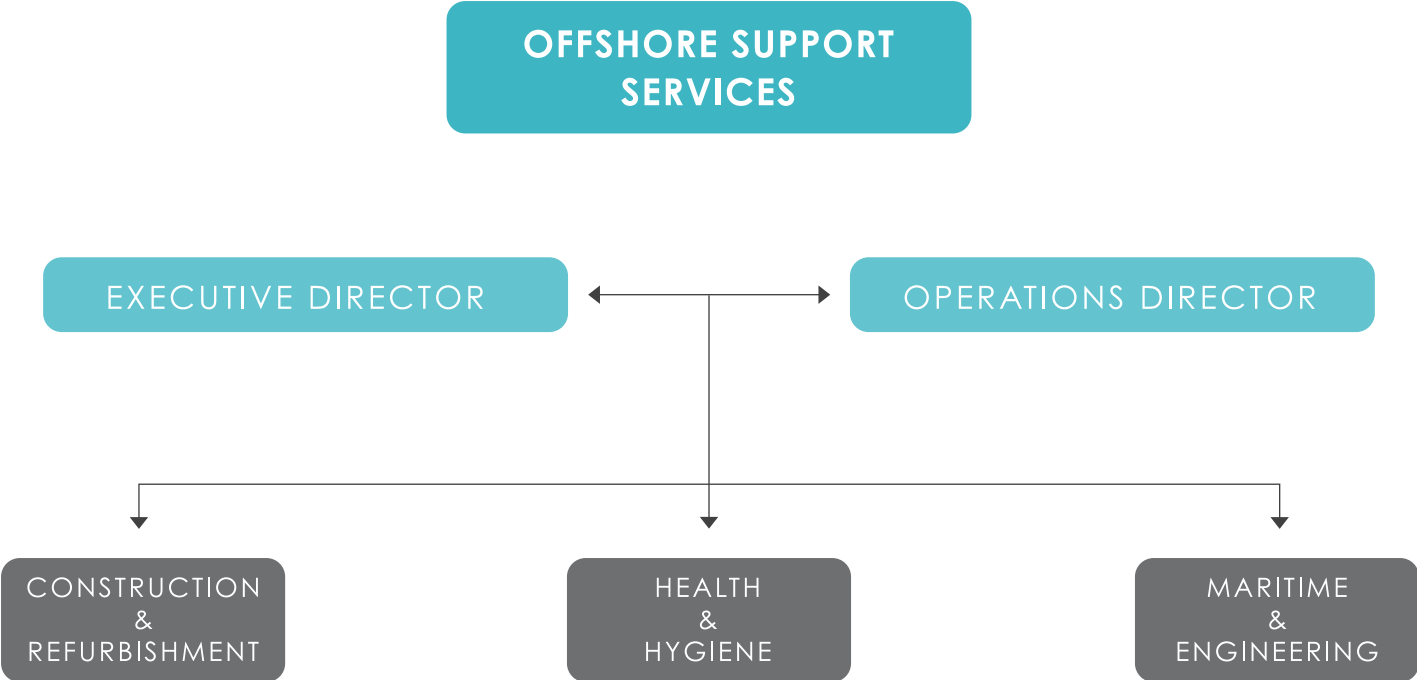 OFFSHORE SUPPORT
SERVICES
EXECUTIVE DIRECTOR
OPERATIONS DIRECTOR
CONSTRUCTION
&
REFURBISHMENT
HEALTH
&
HYGIENE
MARITIME
&
ENGINEERING